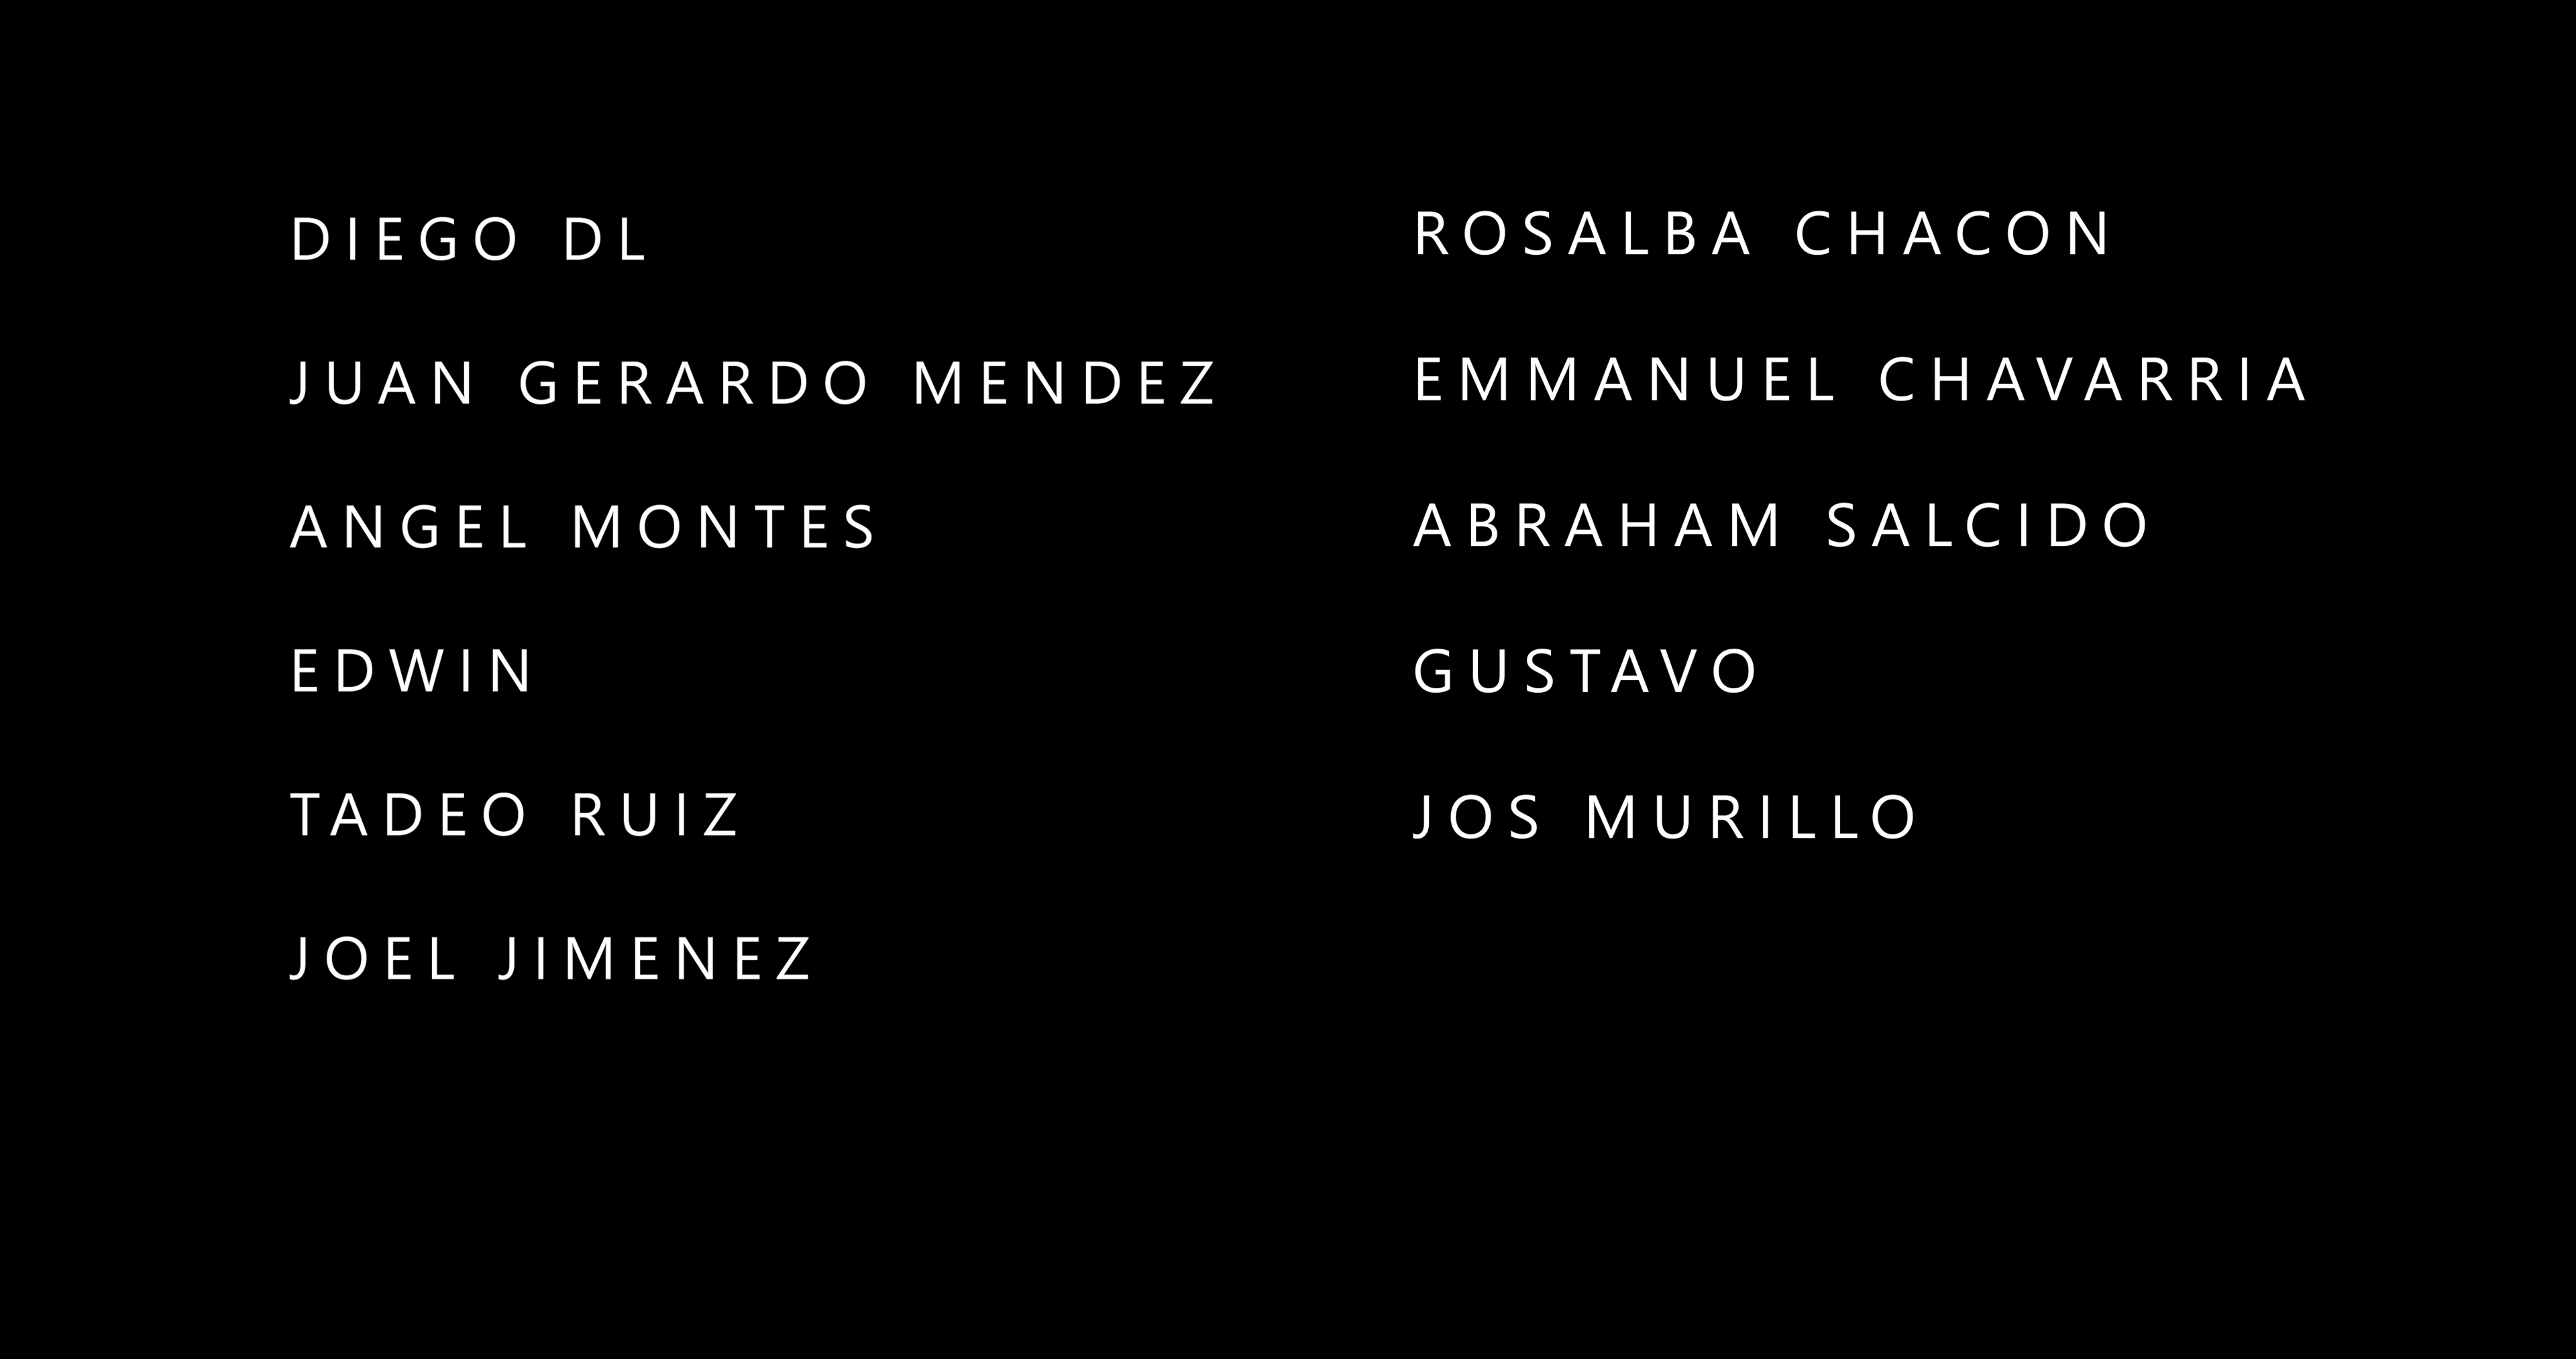 DIEGO DL
JUAN GERARDO MENDEZ
ANGEL MONTES
EDWIN
TADEO RUIZ
JOEL JIMENEZ
ROSALBA CHACON
EMMANUEL CHAVARRIA
ABRAHAM SALCIDO
GUSTAVO
JOS MURILLO